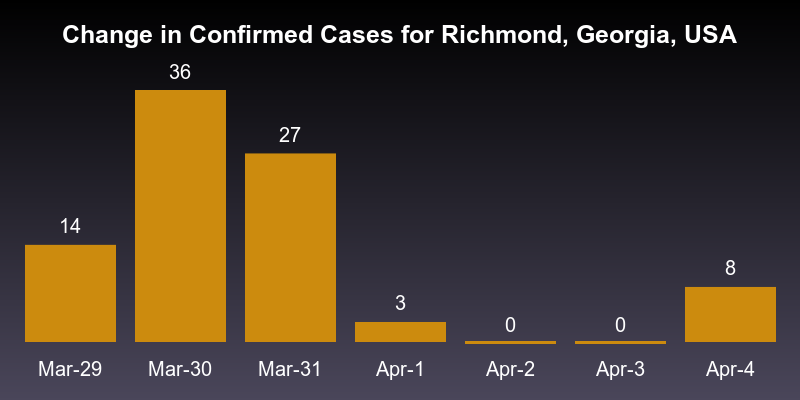 Change in Confirmed Cases for Richmond, Georgia, USA
14
36
27
3
0
0
8
Mar-29
Mar-30
Mar-31
Apr-1
Apr-2
Apr-3
Apr-4